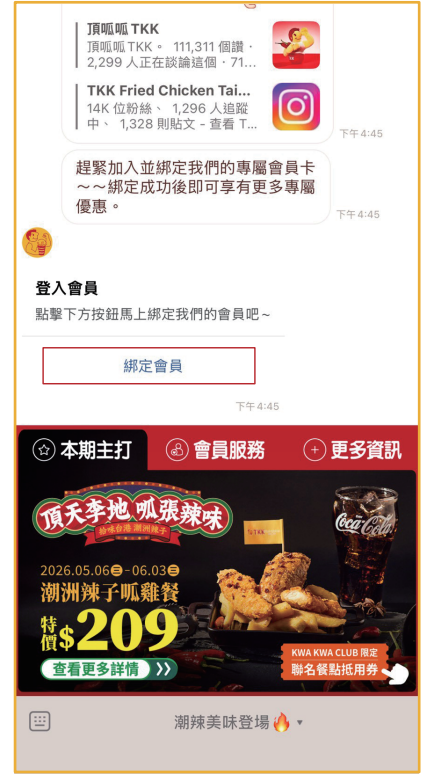 頂呱呱 TKK
頂呱呱 TKK。 111,311 個讚・
2,299 人正在談論這個・71...
TKK Fried Chicken Tai...
14K 位粉絲、 1,296 人追蹤
中、 1,328 則貼文 - 查看 T...
下午 4:45
趕緊加入並綁定我們的專屬會員卡
～～綁定成功後即可享有更多專屬
優惠。
下午 4:45
登入會員
點擊下方按鈕馬上綁定我們的會員吧～
綁定會員
下午 4:45
本期主打
會員服務
更多資訊
頂天李地 呱張辣味
拾味台港 潮洲辣子
TKK
Coca-Cola
2026.05.06三-06.03三
潮洲辣子呱雞餐
特價$209
查看更多詳情
KWA KWA CLUB 限定
聯名餐點抵用券
潮辣美味登場🔥